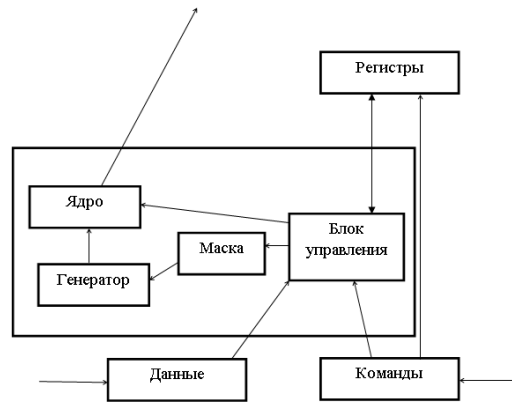 Регистры
Ядро
Блок
управления
Маска
Генератор
Данные
Команды